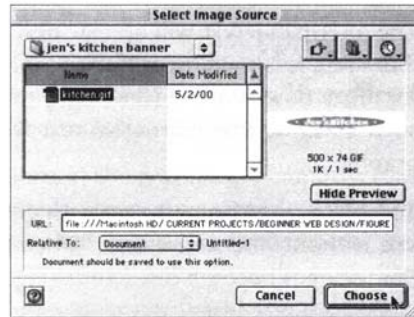 Select Image Source
jen's kitchen banner
Name Date Modified
kitchen.gif 5/2/00
500 x 74 GIF
1K / 1 sec
Hide Preview
URL: file:///Macintosh HD/ CURRENT PROJECTS/BEGINNER WEB DESIGN/FIGURE
Relative To: Document Untitled-1
Document should be saved to use this option.
?
Cancel Choose